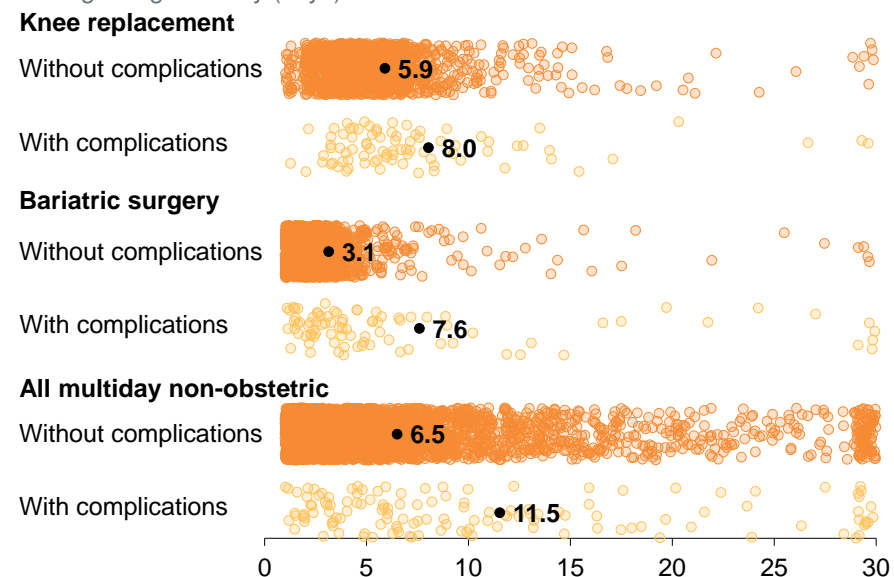 Knee replacement
Without complications 5.9
With complications 8.0
Bariatric surgery
Without complications 3.1
With complications 7.6
All multiday non-obstetric
Without complications 6.5
With complications 11.5
0 5 10 15 20 25 30